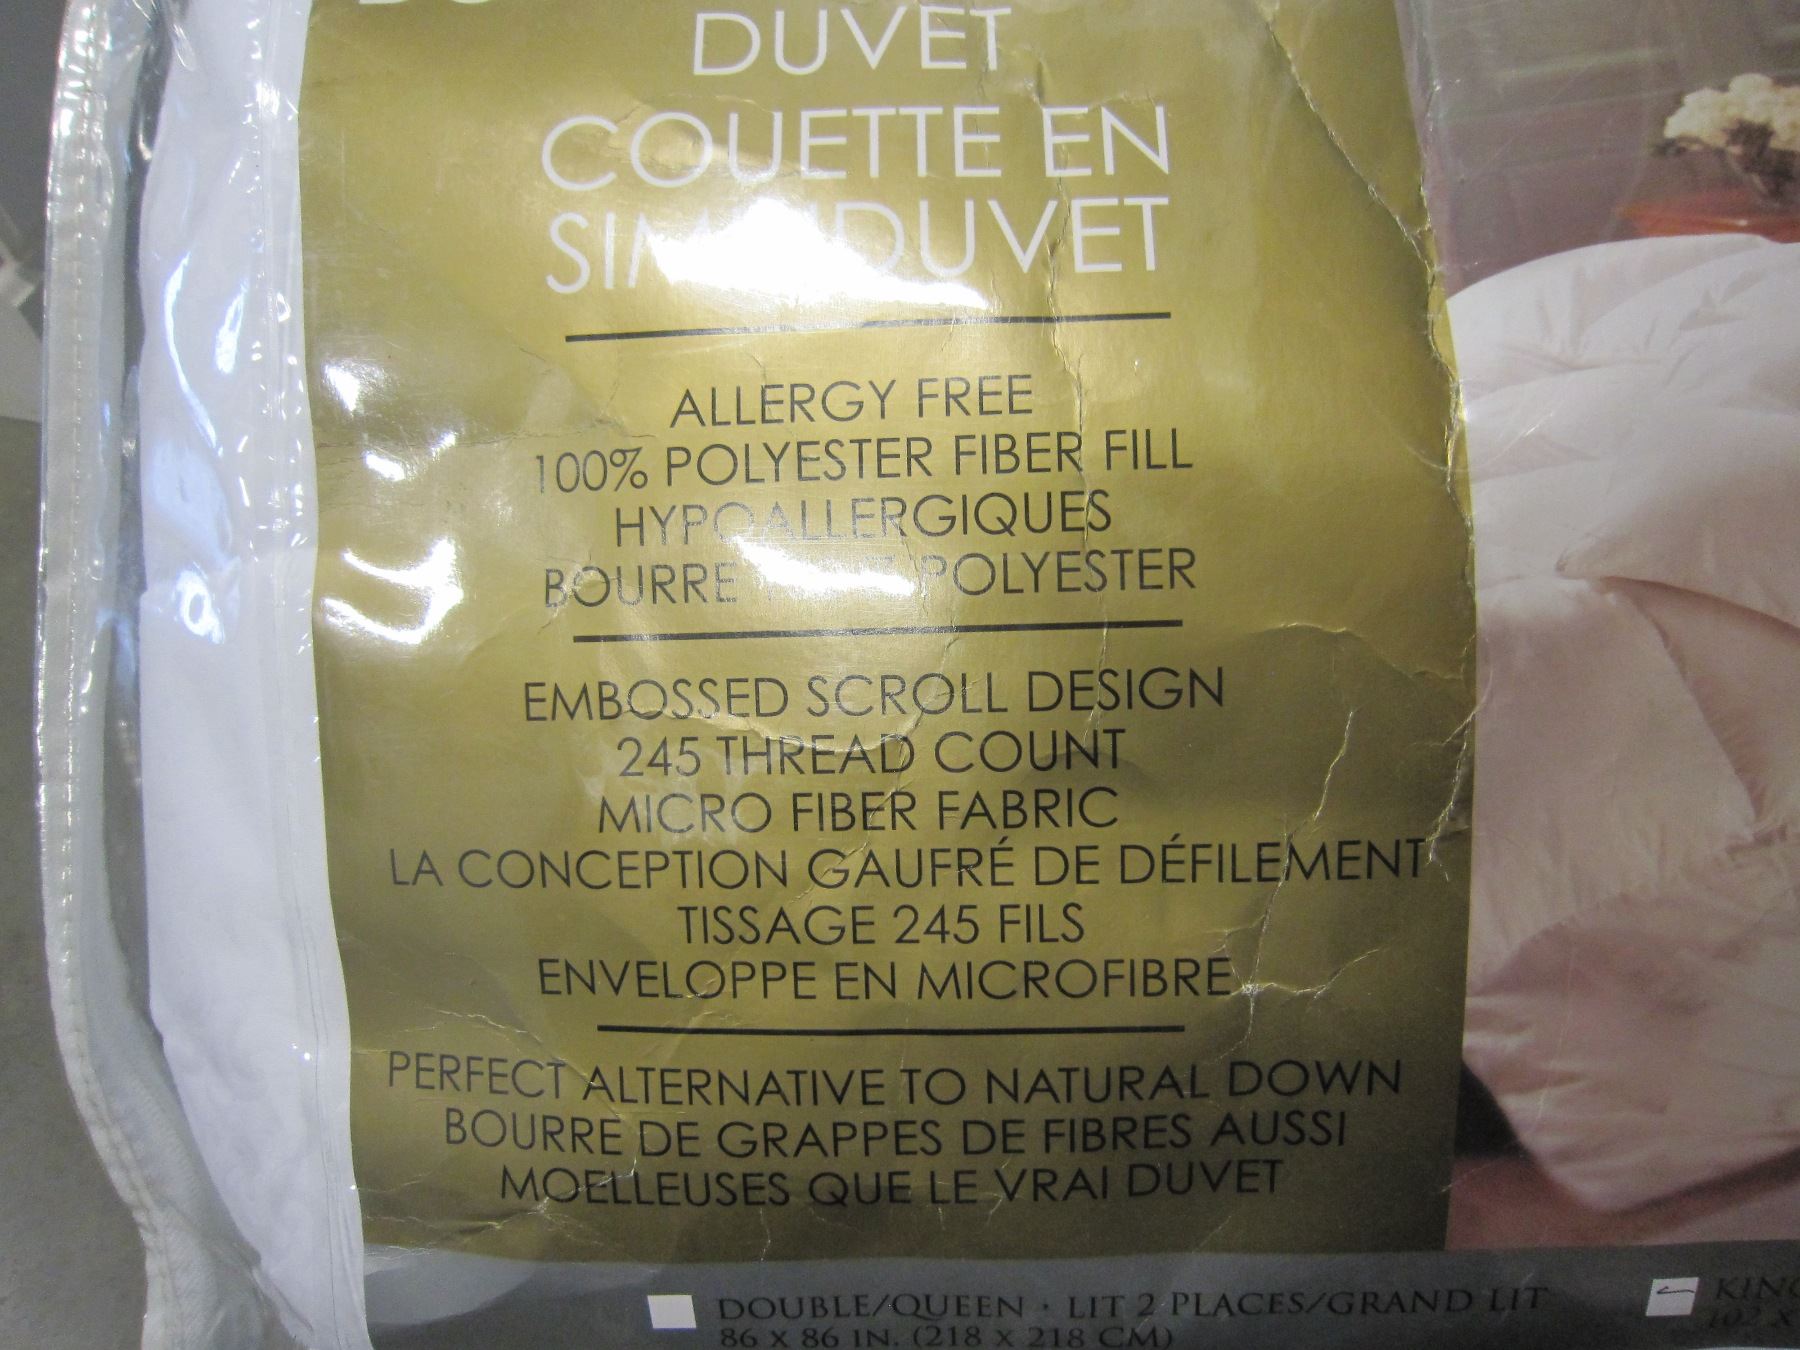 DUVET
COUETTE EN
DUVET
ALLERGY FREE
100% POLYESTER FIBER FILL
HYPOALLERGIQUES
BOURRE POLYESTER
EMBOSSED SCROLL DESIGN
245 THREAD COUNT
MICRO FIBER FABRIC
LA CONCEPTION GAUFRÉ DE DÉFILEMENT
TISSAGE 245 FILS
ENVELOPPE EN MICROFIBRE
PERFECT ALTERNATIVE TO NATURAL DOWN
BOURRE DE GRAPPES DE FIBRES AUSSI
MOELLEUSES QUE LE VRAI DUVET
DOUBLE/QUEEN · LIT 2 PLACES/GRAND LIT
86 X 86 IN. (218 X 218 CM)
KING
102 X